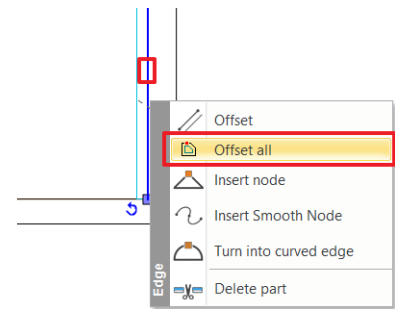 Offset
Offset all
Insert node
Insert Smooth Node
Turn into curved edge
Delete part
Edge